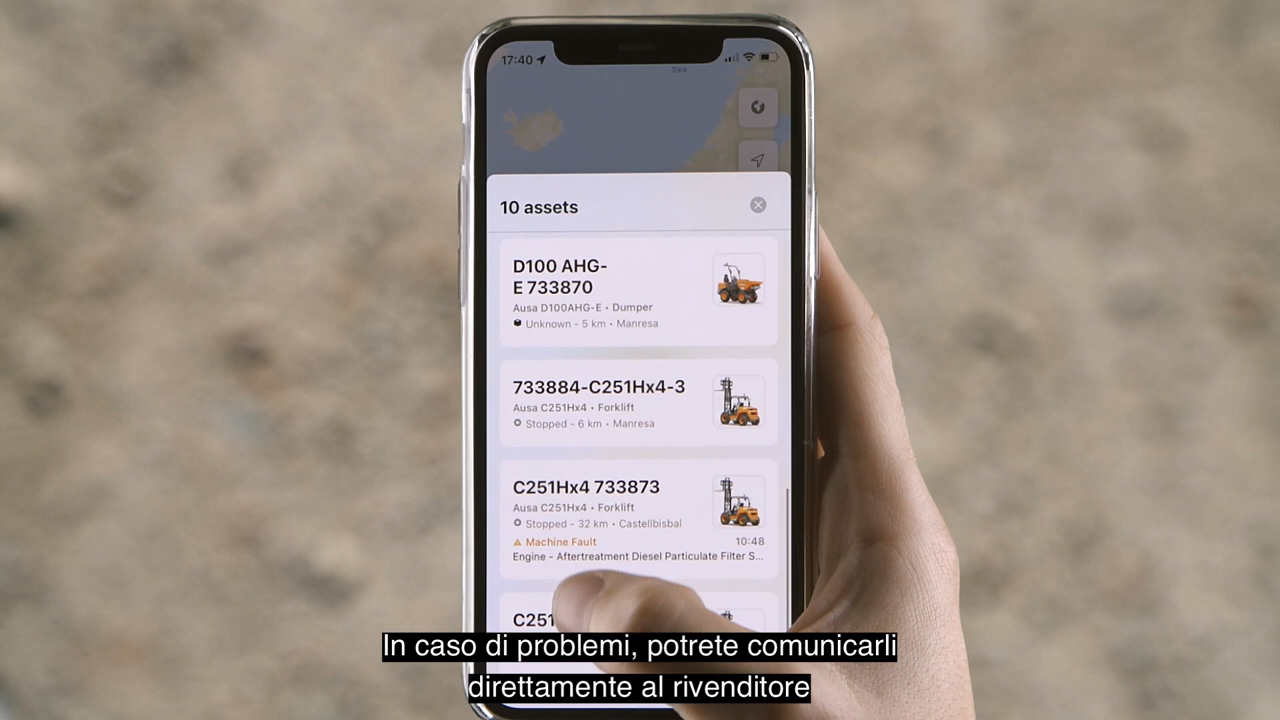 17:40
Sea
10 assets
D100 AHG-
E 733870
Ausa D100AHG-E • Dumper
Unknown - 5 km • Manresa
733884-C251Hx4-3
Ausa C251Hx4 • Forklift
Stopped - 6 km • Manresa
C251Hx4 733873
Ausa C251Hx4 • Forklift
Stopped - 32 km • Castellbisbal
Machine Fault 10:48
Engine - Aftertreatment Diesel Particulate Filter S...
C251
In caso di problemi, potrete comunicarli
direttamente al rivenditore